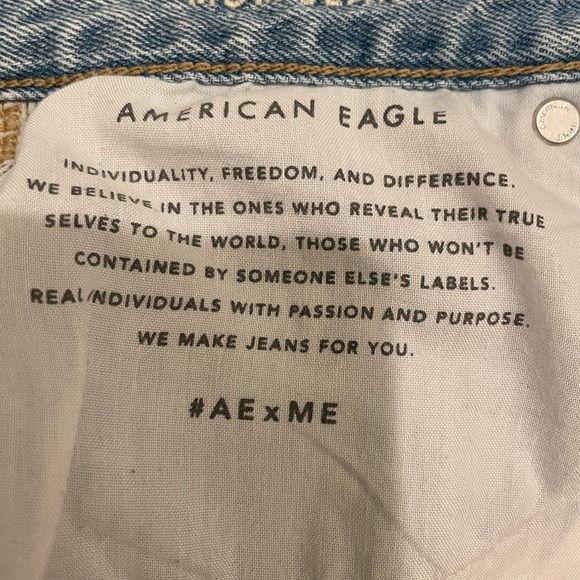 AMERICAN EAGLE
INDIVIDUALITY, FREEDOM, AND DIFFERENCE.
WE BELIEVE IN THE ONES WHO REVEAL THEIR TRUE
SELVES TO THE WORLD, THOSE WHO WON'T BE
CONTAINED BY SOMEONE ELSE'S LABELS.
REAL INDIVIDUALS WITH PASSION AND PURPOSE.
WE MAKE JEANS FOR YOU.
#AExME